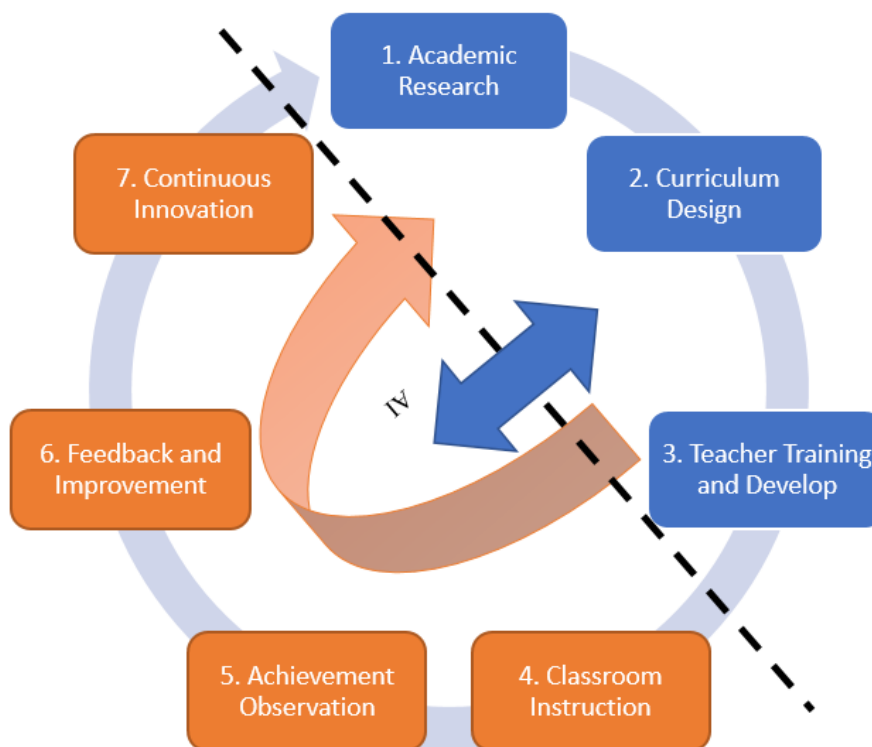 1. Academic
Research
2. Curriculum
Design
3. Teacher Training
and Develop
4. Classroom
Instruction
5. Achievement
Observation
6. Feedback and
Improvement
7. Continuous
Innovation
AI